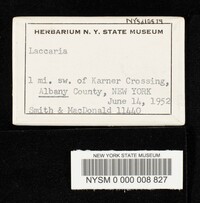 HERBARIUM N. Y. STATE MUSEUM
Laccaria
1 mi. sw. of Karner Crossing,
Albany County, NEW YORK
June 14, 1952
Smith & MacDonald 11440
NEW YORK STATE MUSEUM
NYSM 0 000 008 827